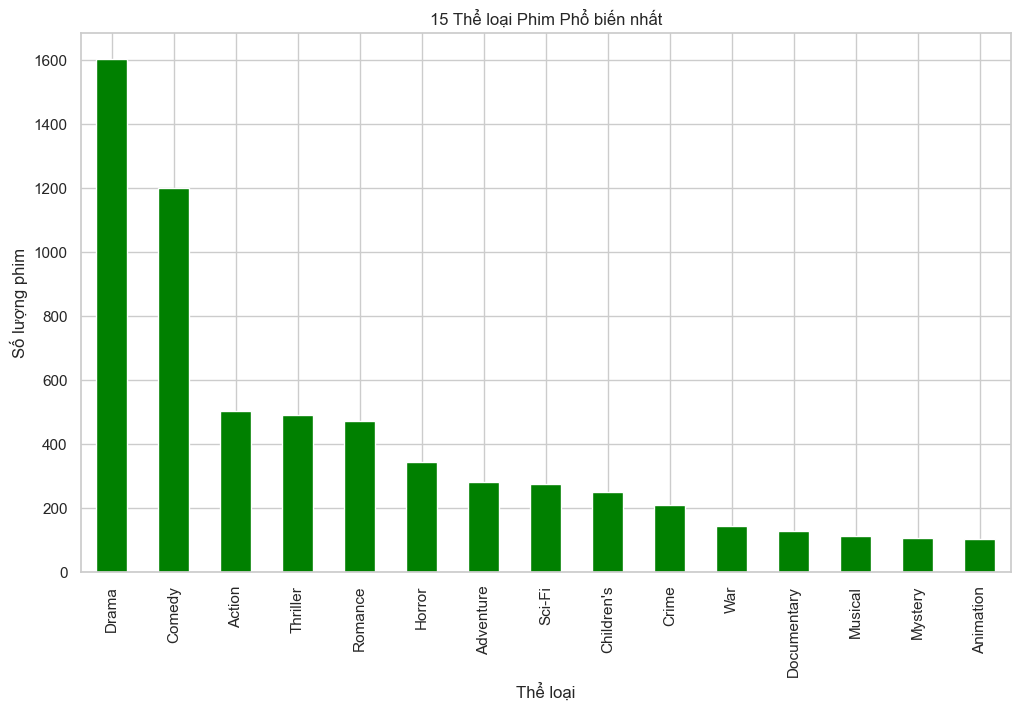 15 Thể loại Phim Phổ biến nhất
Số lượng phim
1600
1400
1200
1000
800
600
400
200
0
Drama
Comedy
Action
Thriller
Romance
Horror
Adventure
Sci-Fi
Children's
Crime
War
Documentary
Musical
Mystery
Animation
Thể loại